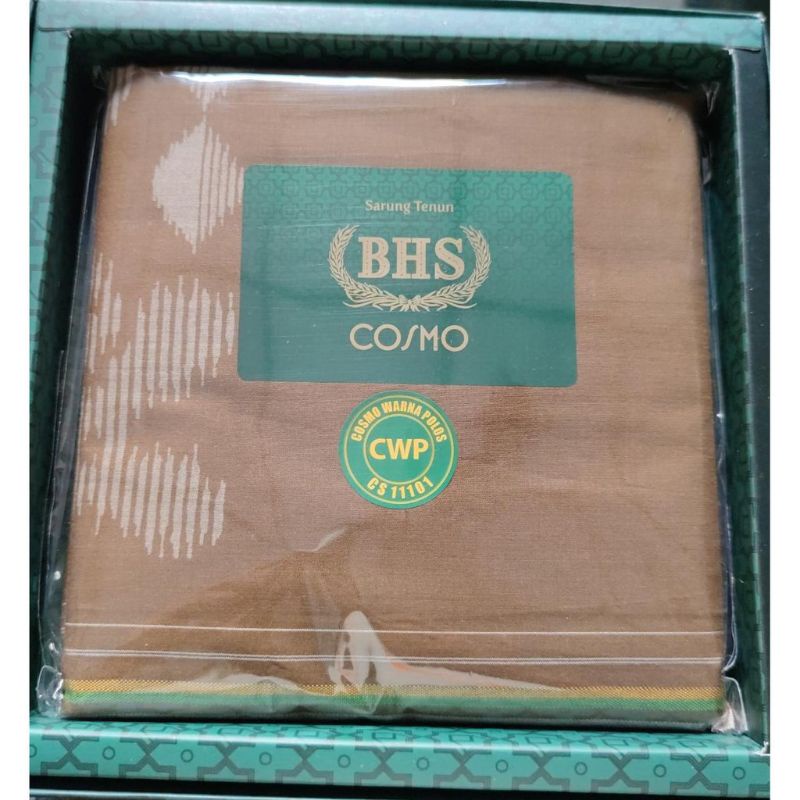 Sarung Tenun
BHS
COSMO
COSMO WARNA POLOS
CWP
CS 11101